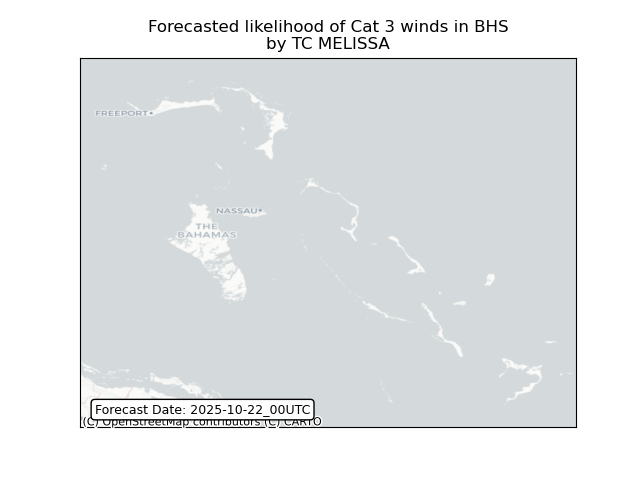 Forecasted likelihood of Cat 3 winds in BHS
by TC MELISSA
FREEPORT
NASSAU
THE
BAHAMAS
Forecast Date: 2025-10-22_00UTC
(C) OpenStreetMap contributors (C) CARTO